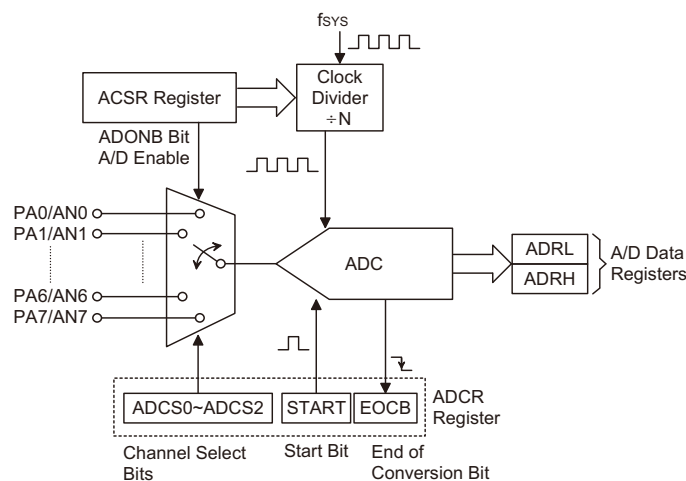 fSYS
ACSR Register
Clock
Divider
÷N
ADONB Bit
A/D Enable
PA0/AN0
PA1/AN1
PA6/AN6
PA7/AN7
ADC
ADRL
ADRH
A/D Data
Registers
ADCS0~ADCS2
START
EOCB
ADCR
Register
Channel Select
Bits
Start Bit
End of
Conversion Bit